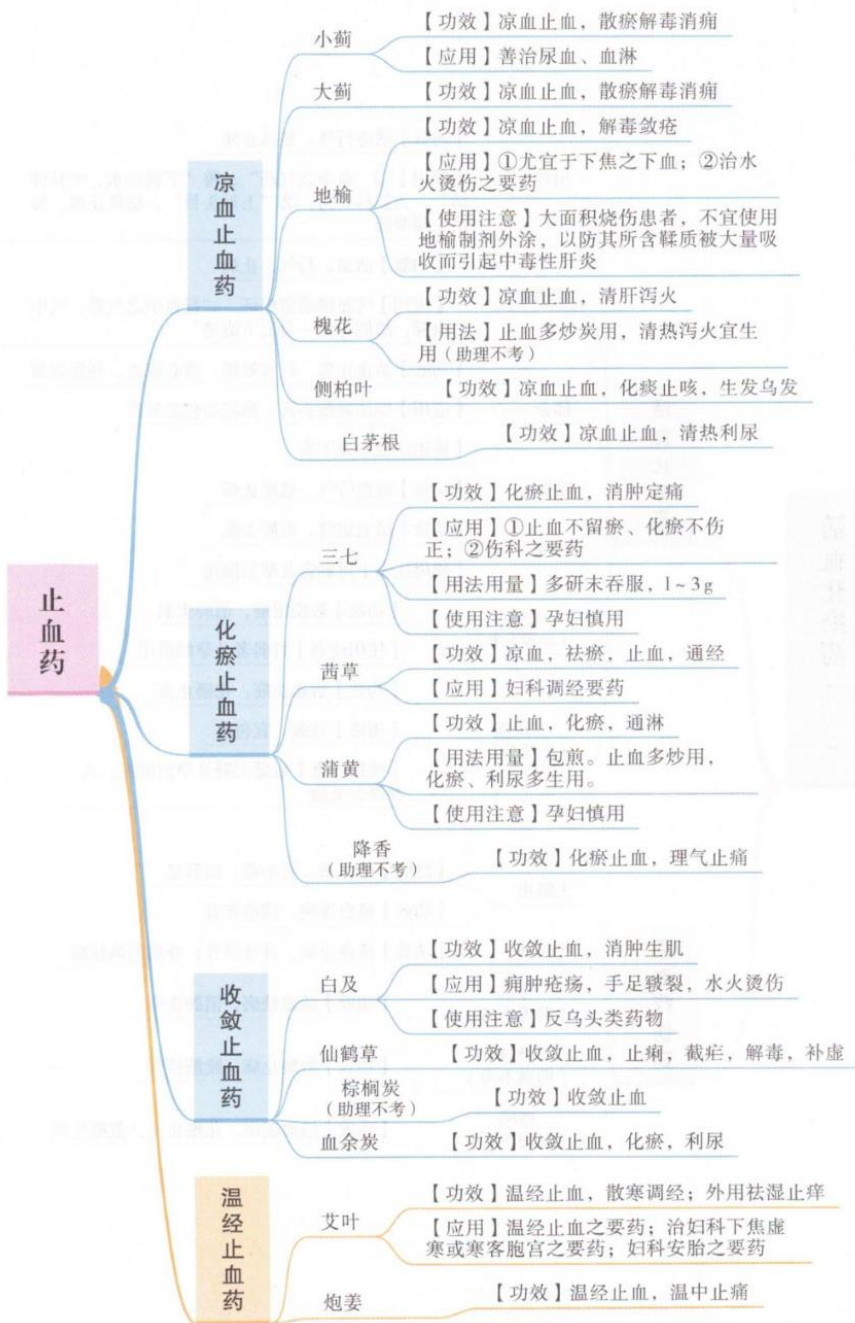 止血药
凉血止血药
小蓟
【功效】凉血止血，散瘀解毒消痈
【应用】善治尿血、血淋
大蓟
【功效】凉血止血，散瘀解毒消痈
地榆
【功效】凉血止血，解毒敛疮
【应用】①尤宜于下焦之下血；②治水
火烫伤之要药
【使用注意】大面积烧伤患者，不宜使用
地榆制剂外涂，以防其所含鞣质被大量吸
收而引起中毒性肝炎
槐花
【功效】凉血止血，清肝泻火
【用法】止血多炒炭用，清热泻火宜生
用（助理不考）
侧柏叶
【功效】凉血止血，化痰止咳，生发乌发
白茅根
【功效】凉血止血，清热利尿
化瘀止血药
三七
【功效】化瘀止血，消肿定痛
【应用】①止血不留瘀、化瘀不伤
正；②伤科之要药
【用法用量】多研末吞服，1~3g
【使用注意】孕妇慎用
茜草
【功效】凉血，祛瘀，止血，通经
【应用】妇科调经要药
蒲黄
【功效】止血，化瘀，通淋
【用法用量】包煎。止血多炒用，
化瘀、利尿多生用。
【使用注意】孕妇慎用
降香
（助理不考）
【功效】化瘀止血，理气止痛
收敛止血药
白及
【功效】收敛止血，消肿生肌
【应用】痈肿疮疡，手足皲裂，水火烫伤
【使用注意】反乌头类药物
仙鹤草
【功效】收敛止血，止痢，截疟，解毒，补虚
棕榈炭
（助理不考）
【功效】收敛止血
血余炭
【功效】收敛止血，化瘀，利尿
温经止血药
艾叶
【功效】温经止血，散寒调经；外用祛湿止痒
【应用】温经止血之要药；治妇科下焦虚
寒或寒客胞宫之要药；妇科安胎之要药
炮姜
【功效】温经止血，温中止痛